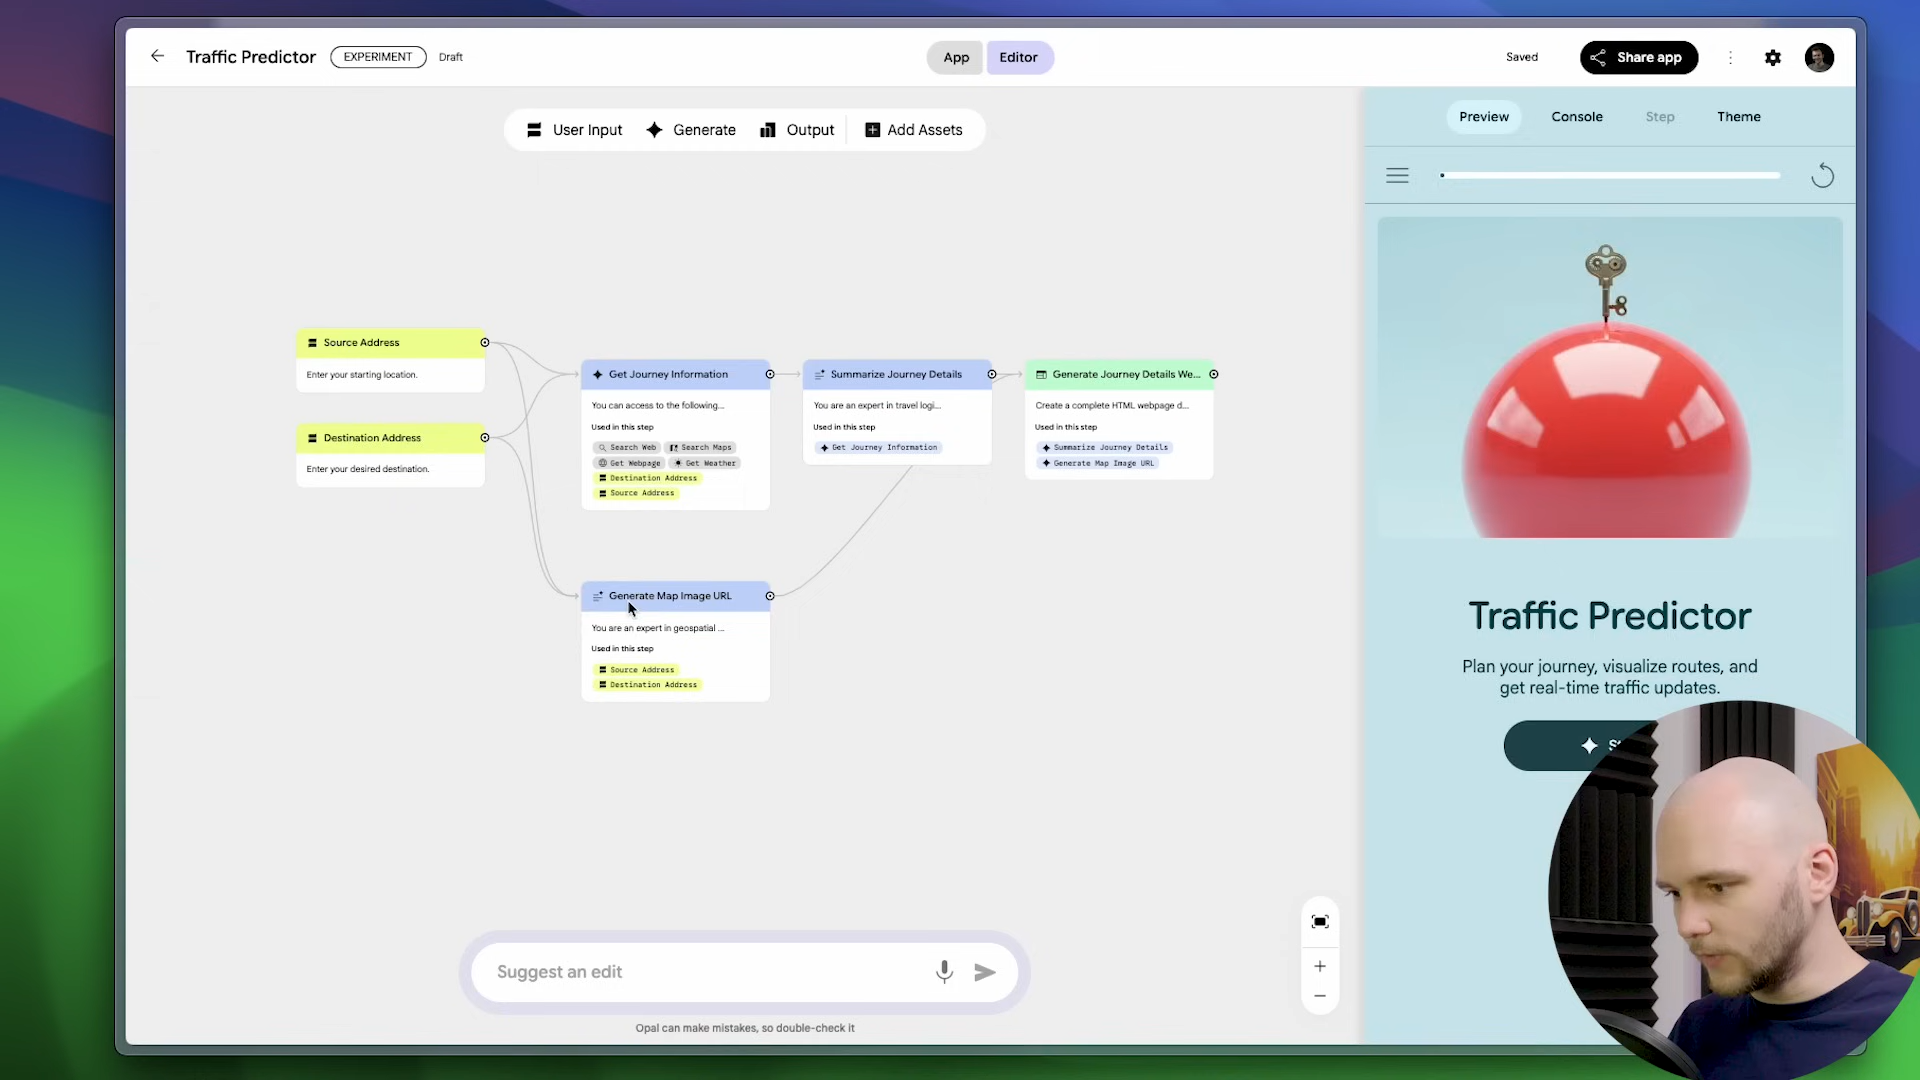 Traffic Predictor
EXPERIMENT
Draft
App
Editor
Saved
Share app
User Input
Generate
Output
Add Assets
Preview
Console
Step
Theme
Source Address
Enter your starting location.
Destination Address
Enter your desired destination.
Get Journey Information
You can access to the following...
Used in this step
Search Web
Search Maps
Get Webpage
Get Weather
Destination Address
Source Address
Summarize Journey Details
You are an expert in travel logi...
Used in this step
Get Journey Information
Generate Journey Details We...
Create a complete HTML webpage d...
Used in this step
Summarize Journey Details
Generate Map Image URL
Generate Map Image URL
You are an expert in geospatial ...
Used in this step
Source Address
Destination Address
Traffic Predictor
Plan your journey, visualize routes, and
get real-time traffic updates.
Suggest an edit
Opal can make mistakes, so double-check it